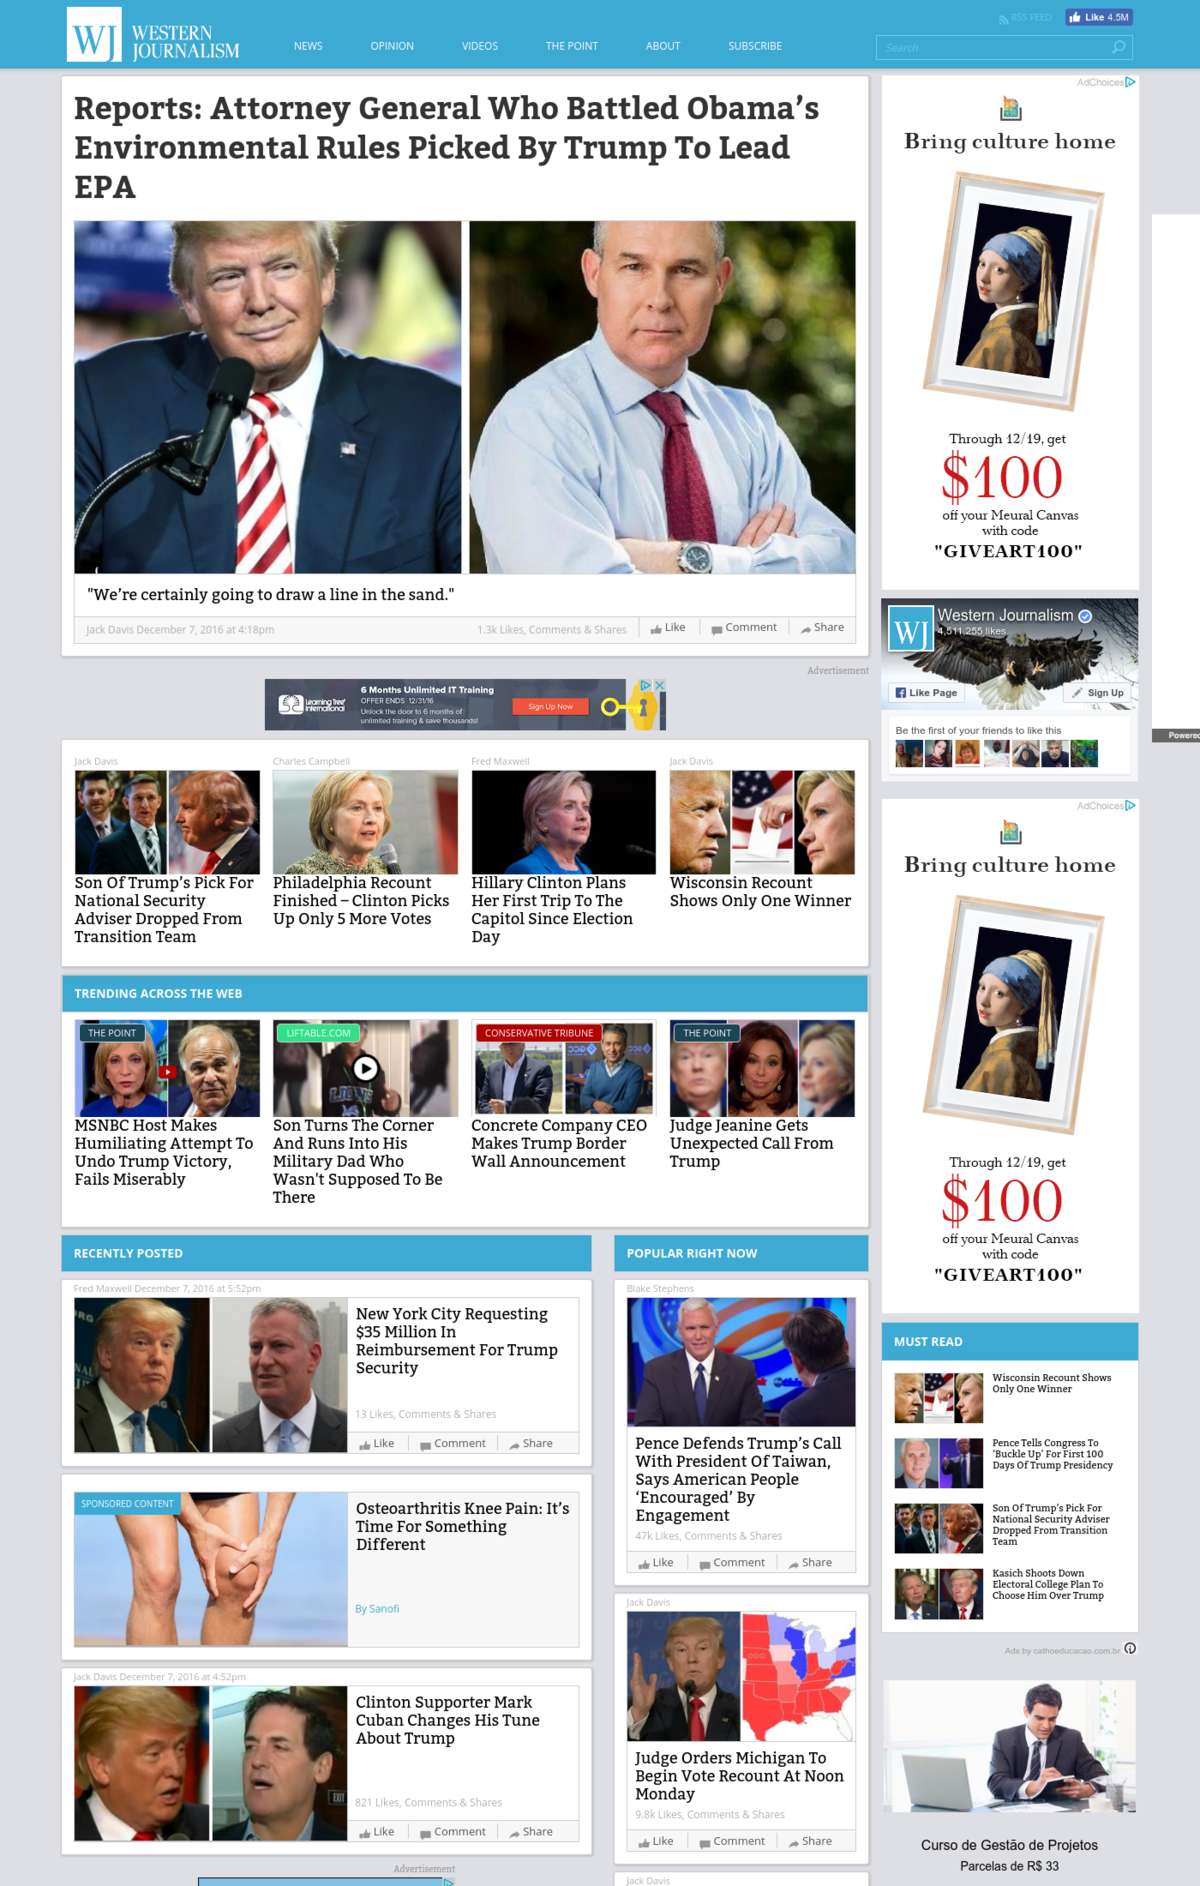 WJ WESTERN
JOURNALISM
NEWS
OPINION
VIDEOS
THE POINT
ABOUT
SUBSCRIBE
RSS FEED
Like 4.5M
Search
Reports: Attorney General Who Battled Obama’s
Environmental Rules Picked By Trump To Lead
EPA
"We’re certainly going to draw a line in the sand."
Jack Davis December 7, 2016 at 4:18pm
1.3k Likes, Comments & Shares
Like
Comment
Share
Advertisement
Learning Tree
International
6 Months Unlimited IT Training
OFFER ENDS 12/31/16
Unlock the door to 6 months of
unlimited training & save thousands!
Sign Up Now
Jack Davis
Son Of Trump’s Pick For
National Security
Adviser Dropped From
Transition Team
Charles Campbell
Philadelphia Recount
Finished – Clinton Picks
Up Only 5 More Votes
Fred Maxwell
Hillary Clinton Plans
Her First Trip To The
Capitol Since Election
Day
Jack Davis
Wisconsin Recount
Shows Only One Winner
TRENDING ACROSS THE WEB
THE POINT
MSNBC Host Makes
Humiliating Attempt To
Undo Trump Victory,
Fails Miserably
LIFTABLE.COM
LIONS
Son Turns The Corner
And Runs Into His
Military Dad Who
Wasn't Supposed To Be
There
CONSERVATIVE TRIBUNE
Concrete Company CEO
Makes Trump Border
Wall Announcement
THE POINT
Judge Jeanine Gets
Unexpected Call From
Trump
RECENTLY POSTED
Fred Maxwell December 7, 2016 at 5:52pm
New York City Requesting
$35 Million In
Reimbursement For Trump
Security
13 Likes, Comments & Shares
Like
Comment
Share
SPONSORED CONTENT
Osteoarthritis Knee Pain: It’s
Time For Something
Different
By Sanofi
Jack Davis December 7, 2016 at 4:52pm
EXIT
Clinton Supporter Mark
Cuban Changes His Tune
About Trump
821 Likes, Comments & Shares
Like
Comment
Share
Advertisement
POPULAR RIGHT NOW
Blake Stephens
Pence Defends Trump’s Call
With President Of Taiwan,
Says American People
‘Encouraged’ By
Engagement
47k Likes, Comments & Shares
Like
Comment
Share
Jack Davis
Judge Orders Michigan To
Begin Vote Recount At Noon
Monday
9.8k Likes, Comments & Shares
Like
Comment
Share
Jack Davis
AdChoices
Bring culture home
Through 12/19, get
$100
off your Meural Canvas
with code
"GIVEART100"
WJ
Western Journalism
4,511,255 likes
Like Page
Sign Up
Be the first of your friends to like this
Powered
AdChoices
Bring culture home
Through 12/19, get
$100
off your Meural Canvas
with code
"GIVEART100"
MUST READ
Wisconsin Recount Shows
Only One Winner
Pence Tells Congress To
‘Buckle Up’ For First 100
Days Of Trump Presidency
Son Of Trump’s Pick For
National Security Adviser
Dropped From Transition
Team
Kasich Shoots Down
Electoral College Plan To
Choose Him Over Trump
Ads by cathoeducacao.com.br
Curso de Gestão de Projetos
Parcelas de R$ 33